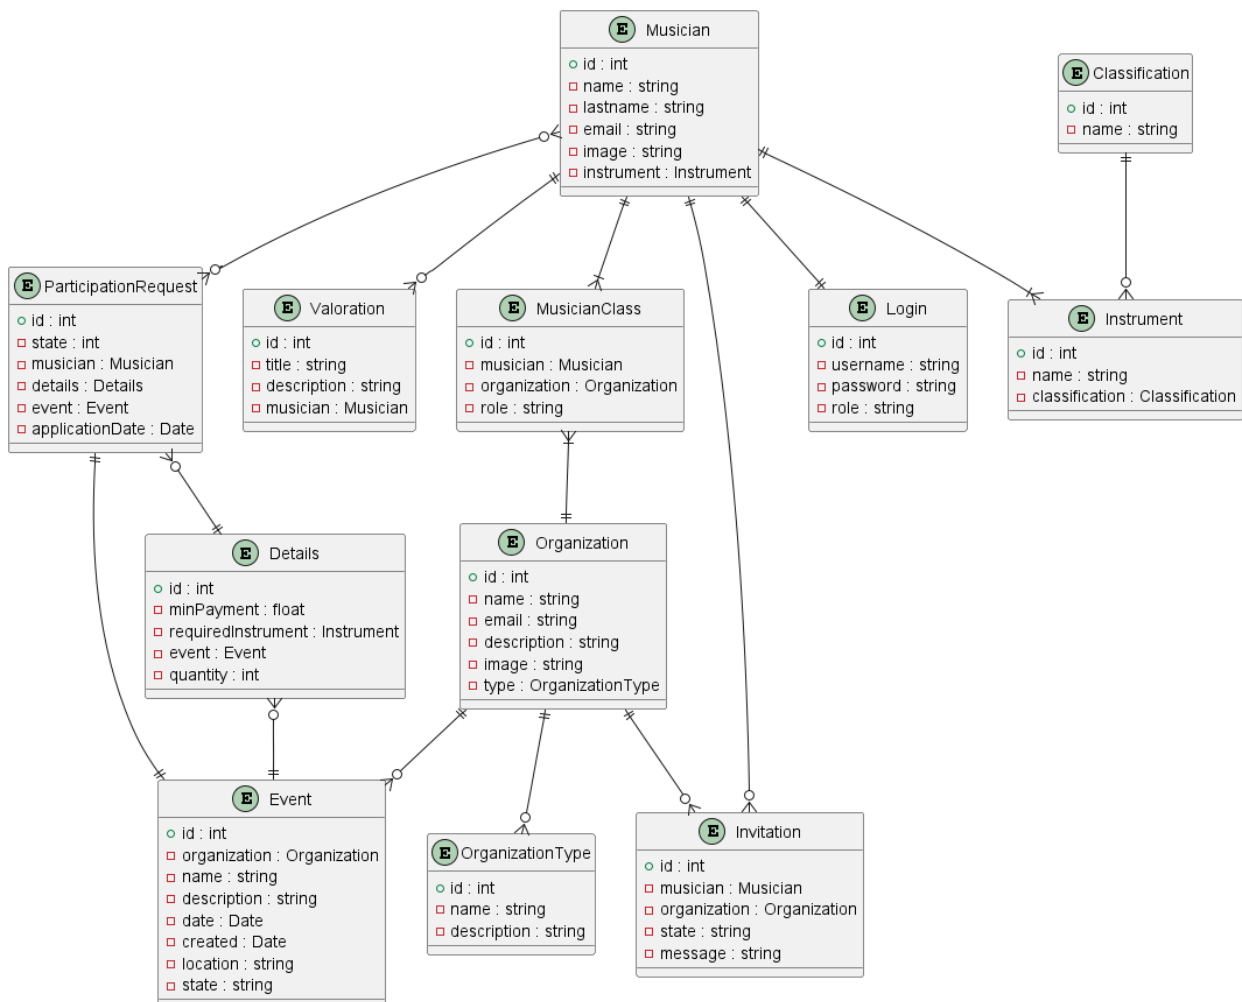 E Musician
id : int
name : string
lastname : string
email : string
image : string
instrument : Instrument
E Classification
id : int
name : string
E ParticipationRequest
id : int
state : int
musician : Musician
details : Details
event : Event
applicationDate : Date
E Valoration
id : int
title : string
description : string
musician : Musician
E MusicianClass
id : int
musician : Musician
organization : Organization
role : string
E Login
id : int
username : string
password : string
role : string
E Instrument
id : int
name : string
classification : Classification
E Details
id : int
minPayment : float
requiredInstrument : Instrument
event : Event
quantity : int
E Organization
id : int
name : string
email : string
description : string
image : string
type : OrganizationType
E Event
id : int
organization : Organization
name : string
description : string
date : Date
created : Date
location : string
state : string
E OrganizationType
id : int
name : string
description : string
E Invitation
id : int
musician : Musician
organization : Organization
state : string
message : string